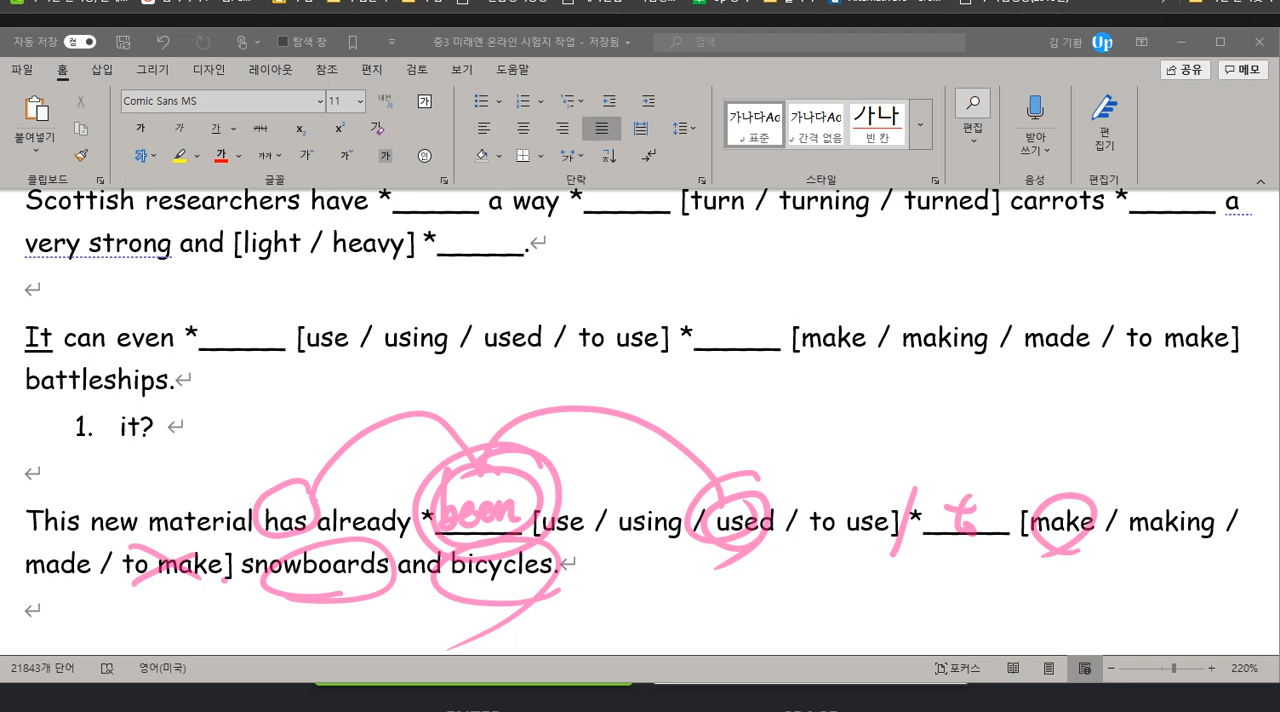 자동 저장 컴 탐색 창 중3 미래엔 온라인 시험지 작업 - 저장됨 검색 김 기환 Up
파일 홈 삽입 그리기 디자인 레이아웃 참조 편지 검토 보기 도움말 공유 메모
붙여넣기 Comic Sans MS 11 가나다Ac 가나다Ac 가나 편집 받아쓰기 편집기
표준 간격 없음 빈 칸
클립보드 글꼴 단락 스타일 음성 편집기
Scottish researchers have *______ a way *______ [turn / turning / turned] carrots *______ a
very strong and [light / heavy] *______.
It can even *______ [use / using / used / to use] *______ [make / making / made / to make]
battleships.
1. it?
This new material has already *been [use / using / used / to use] / *t [make / making /
made / to make] snowboards and bicycles.
21843개 단어 영어(미국) 포커스 220%